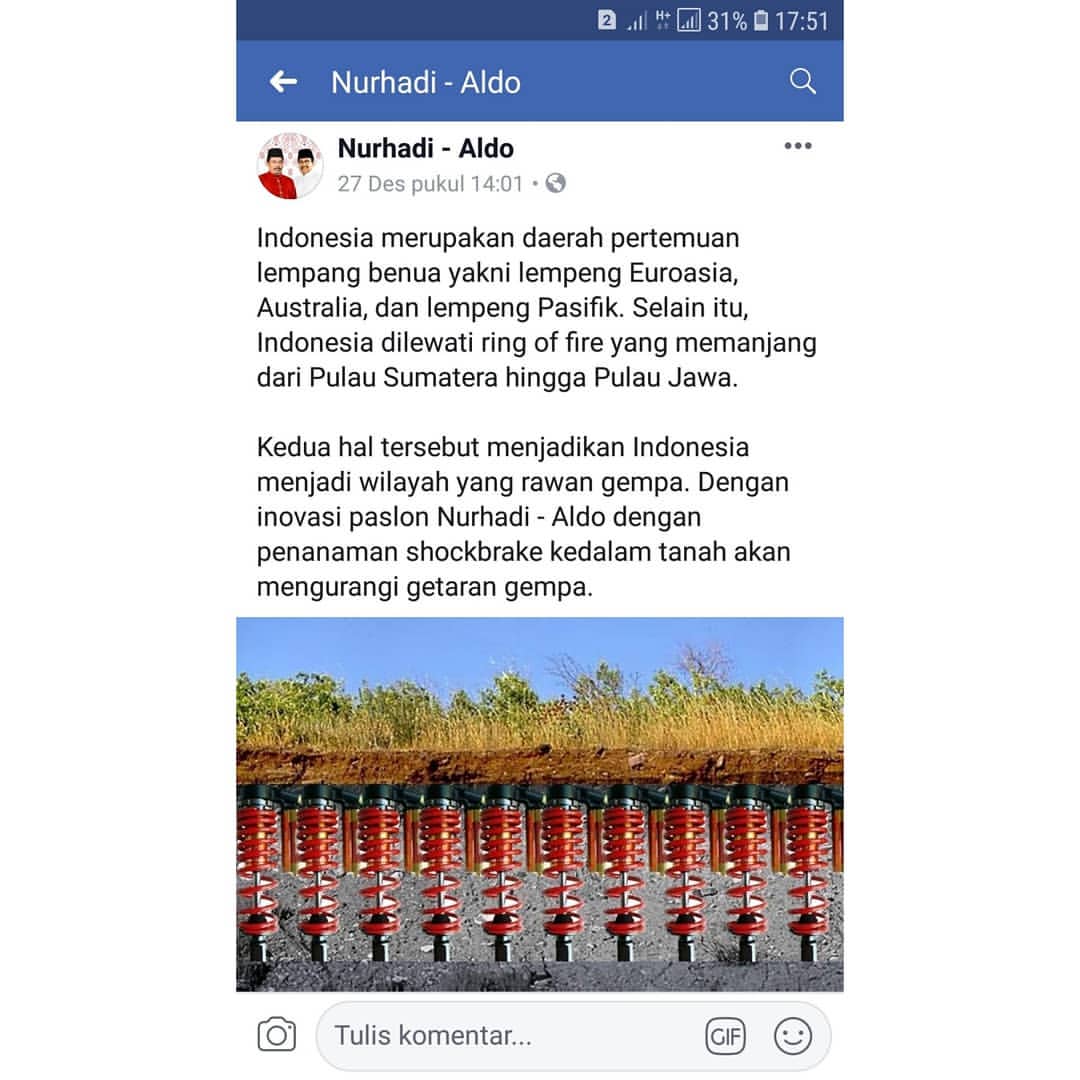 2 H+ 31% 17:51
Nurhadi - Aldo
Nurhadi - Aldo
27 Des pukul 14:01 •
Indonesia merupakan daerah pertemuan
lempang benua yakni lempeng Euroasia,
Australia, dan lempeng Pasifik. Selain itu,
Indonesia dilewati ring of fire yang memanjang
dari Pulau Sumatera hingga Pulau Jawa.
Kedua hal tersebut menjadikan Indonesia
menjadi wilayah yang rawan gempa. Dengan
inovasi paslon Nurhadi - Aldo dengan
penanaman shockbrake kedalam tanah akan
mengurangi getaran gempa.
Tulis komentar... GIF